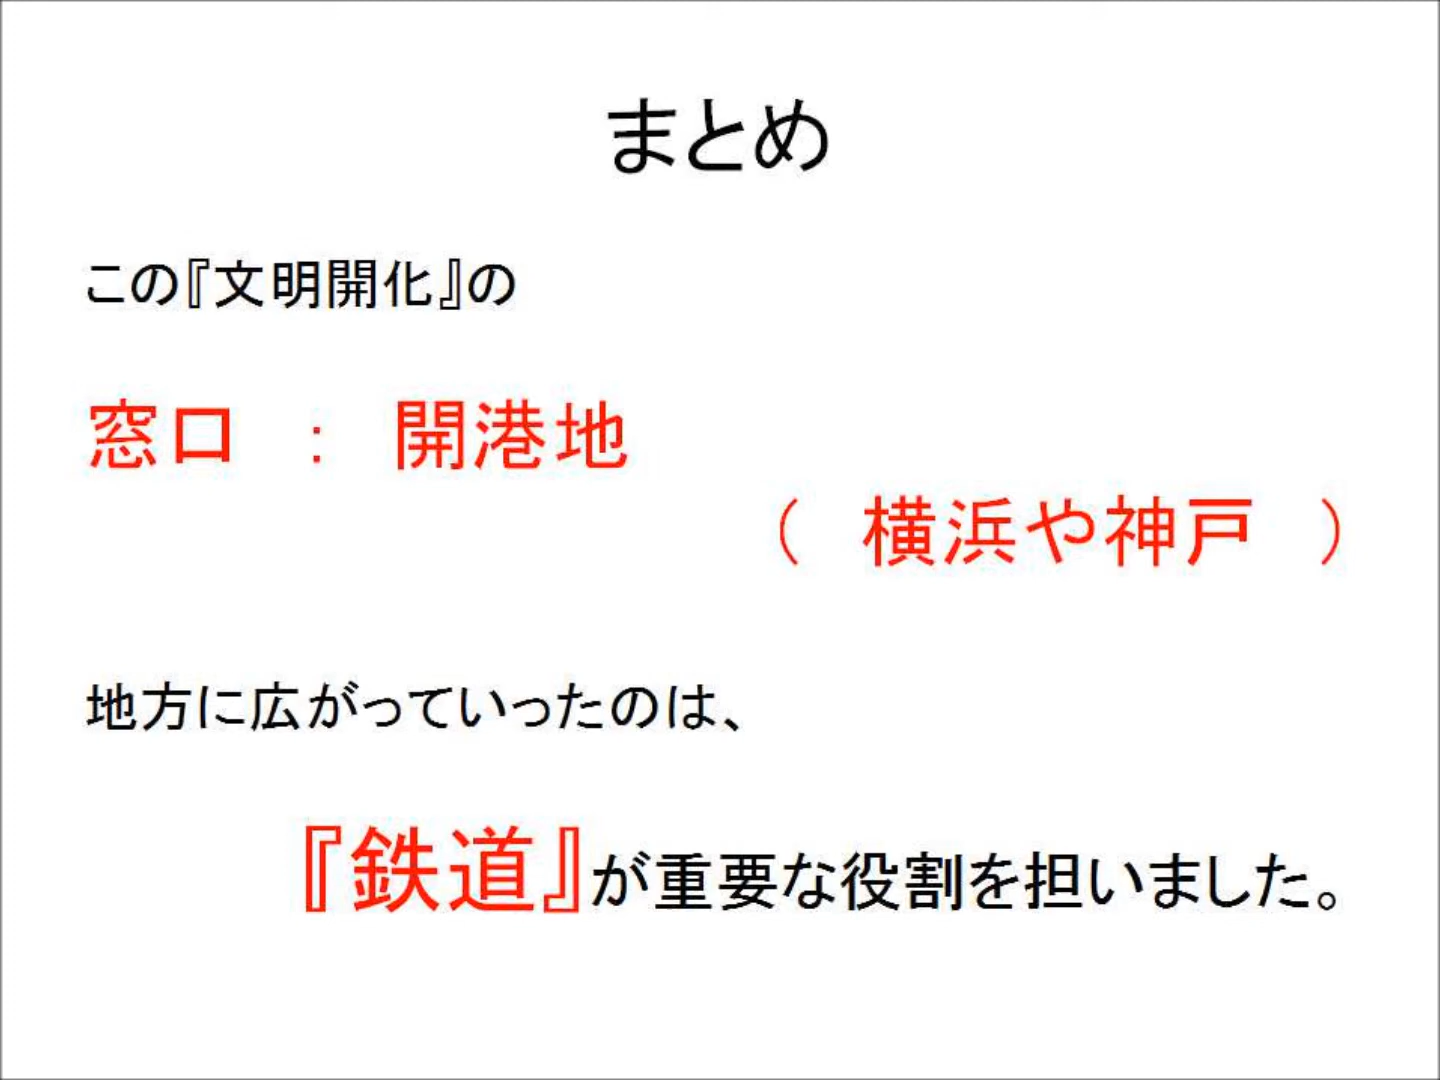 まとめ
この『文明開化』の
窓口　：　開港地
（　横浜や神戸　）
地方に広がっていったのは、
『鉄道』が重要な役割を担いました。